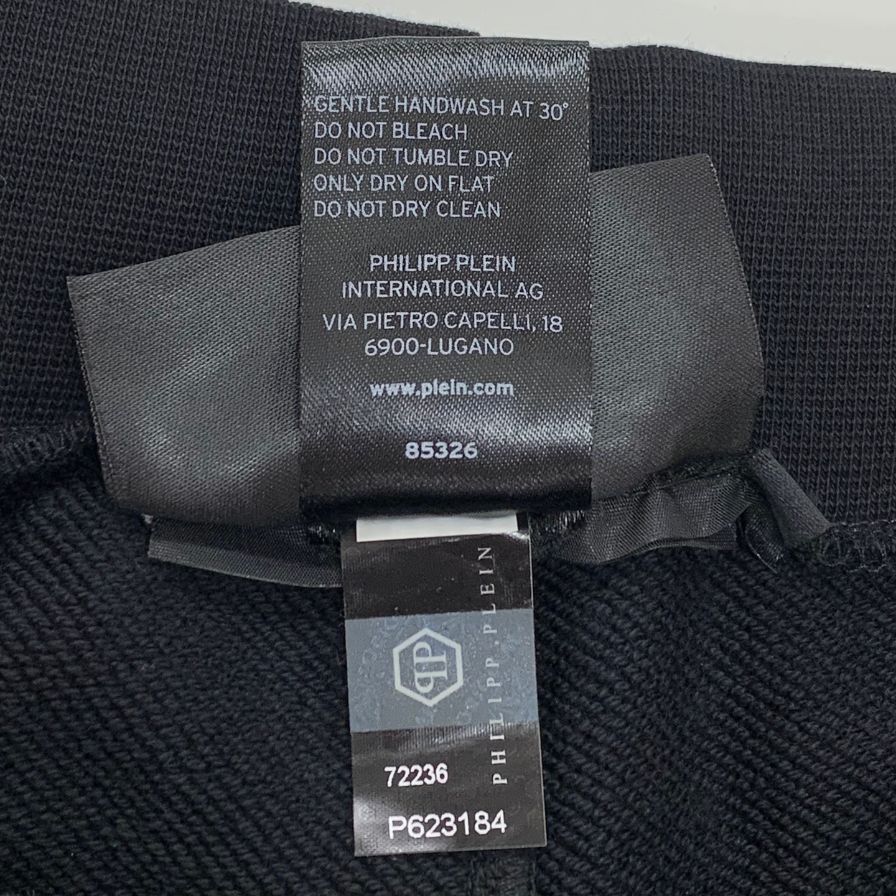 GENTLE HANDWASH AT 30°
DO NOT BLEACH
DO NOT TUMBLE DRY
ONLY DRY ON FLAT
DO NOT DRY CLEAN
PHILIPP PLEIN
INTERNATIONAL AG
VIA PIETRO CAPELLI, 18
6900-LUGANO
www.plein.com
85326
PHILIPP.PLEIN
72236
P623184